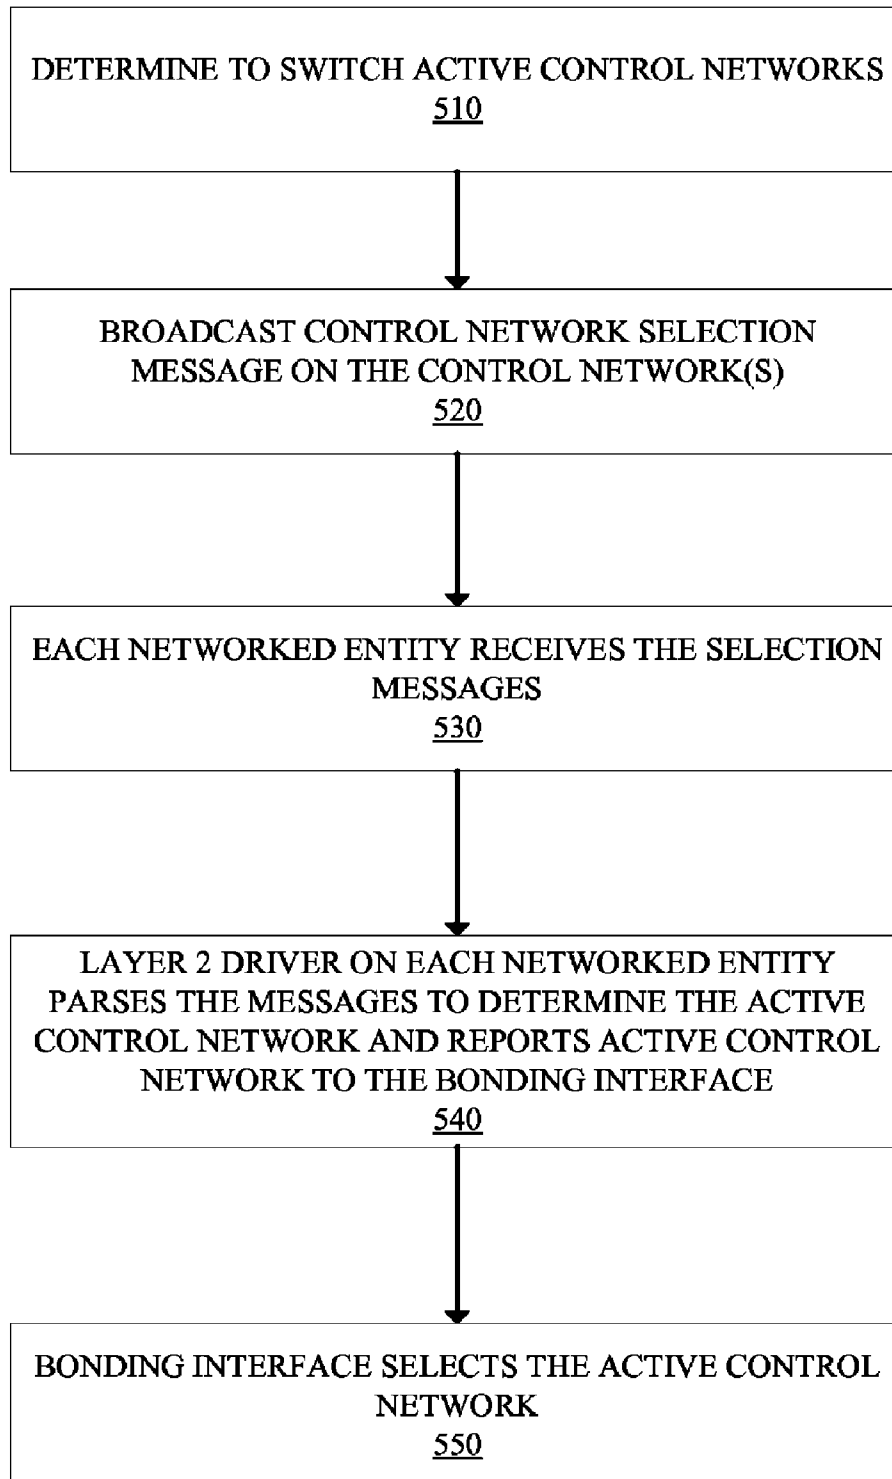 DETERMINE TO SWITCH ACTIVE CONTROL NETWORKS
510
BROADCAST CONTROL NETWORK SELECTION
MESSAGE ON THE CONTROL NETWORK(S)
520
EACH NETWORKED ENTITY RECEIVES THE SELECTION
MESSAGES
530
LAYER 2 DRIVER ON EACH NETWORKED ENTITY
PARSES THE MESSAGES TO DETERMINE THE ACTIVE
CONTROL NETWORK AND REPORTS ACTIVE CONTROL
NETWORK TO THE BONDING INTERFACE
540
BONDING INTERFACE SELECTS THE ACTIVE CONTROL
NETWORK
550